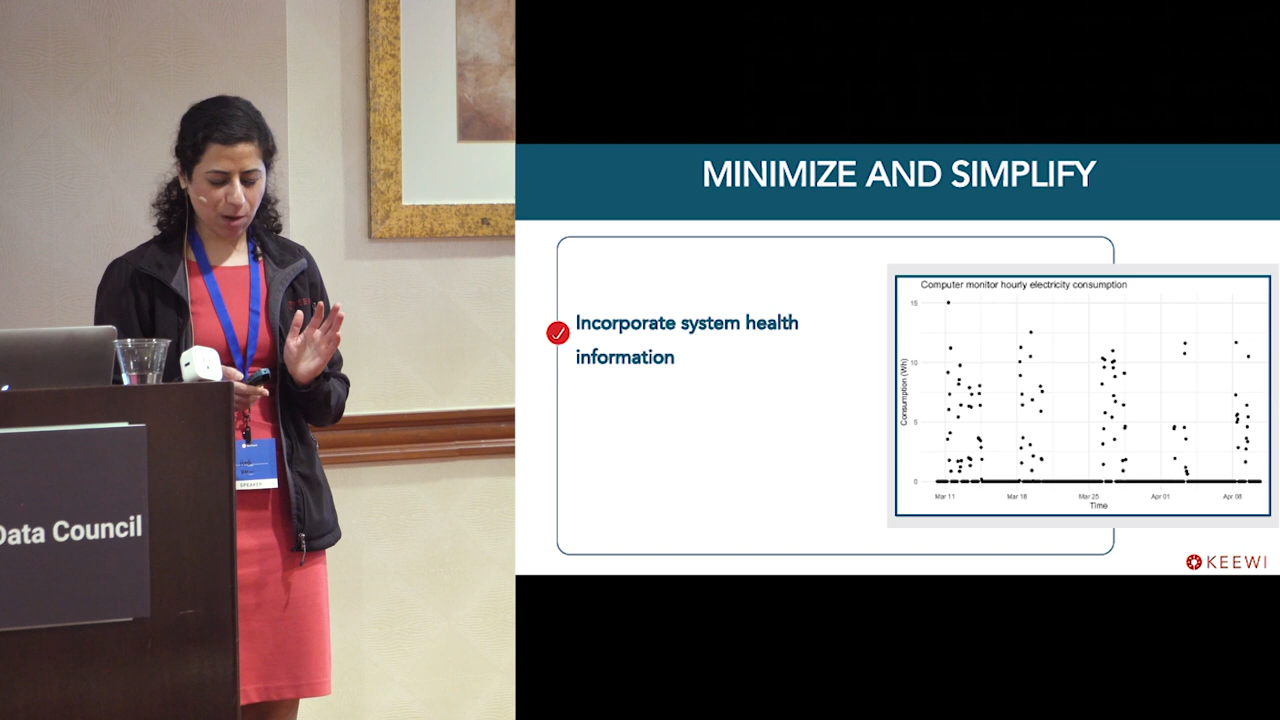 MINIMIZE AND SIMPLIFY
Incorporate system health
information
Computer monitor hourly electricity consumption
15
10
5
0
Consumption (Wh)
Mar 11
Mar 18
Mar 25
Apr 01
Apr 08
Time
KEEWI
SPEAKER
Data Council